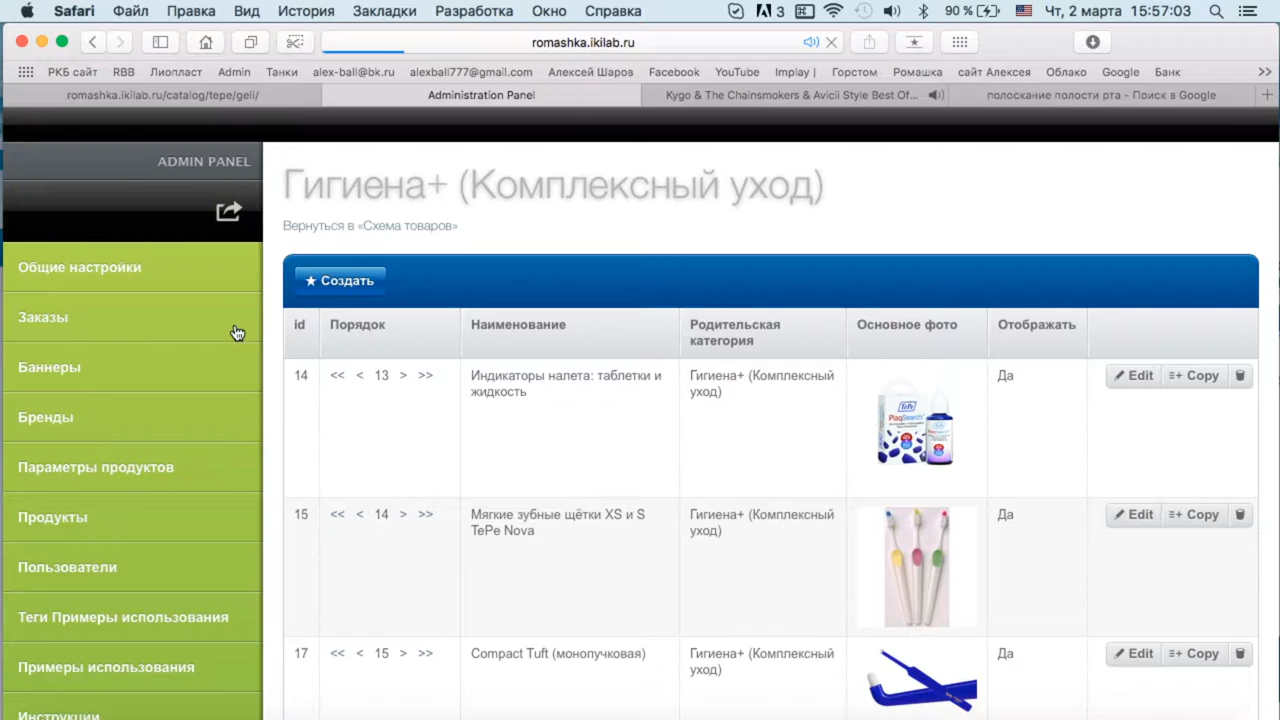 Safari Файл Правка Вид История Закладки Разработка Окно Справка 3 90 % Чт, 2 марта 15:57:03
romashka.ikilab.ru
РКБ сайт RBB Лиопласт Admin Танки alex-ball@bk.ru alexball777@gmail.com Алексей Шаров Facebook YouTube Implay | Горстом Ромашка сайт Алексея Облако Google Банк >>
romashka.ikilab.ru/catalog/tepe/geli/ Administration Panel Kygo & The Chainsmokers & Avicii Style Best Of... полоскание полости рта - Поиск в Google +
ADMIN PANEL
Гигиена+ (Комплексный уход)
Вернуться в «Схема товаров»
Общие настройки
Заказы
Баннеры
Бренды
Параметры продуктов
Продукты
Пользователи
Теги Примеры использования
Примеры использования
Инструкции
★ Создать
id Порядок Наименование Родительская категория Основное фото Отображать
14 << < 13 > >> Индикаторы налета: таблетки и жидкость Гигиена+ (Комплексный уход) Да Edit Copy
TePe
PlaqSearch
15 << < 14 > >> Мягкие зубные щётки XS и S TePe Nova Гигиена+ (Комплексный уход) Да Edit Copy
17 << < 15 > >> Compact Tuft (монопучковая) Гигиена+ (Комплексный уход) Да Edit Copy